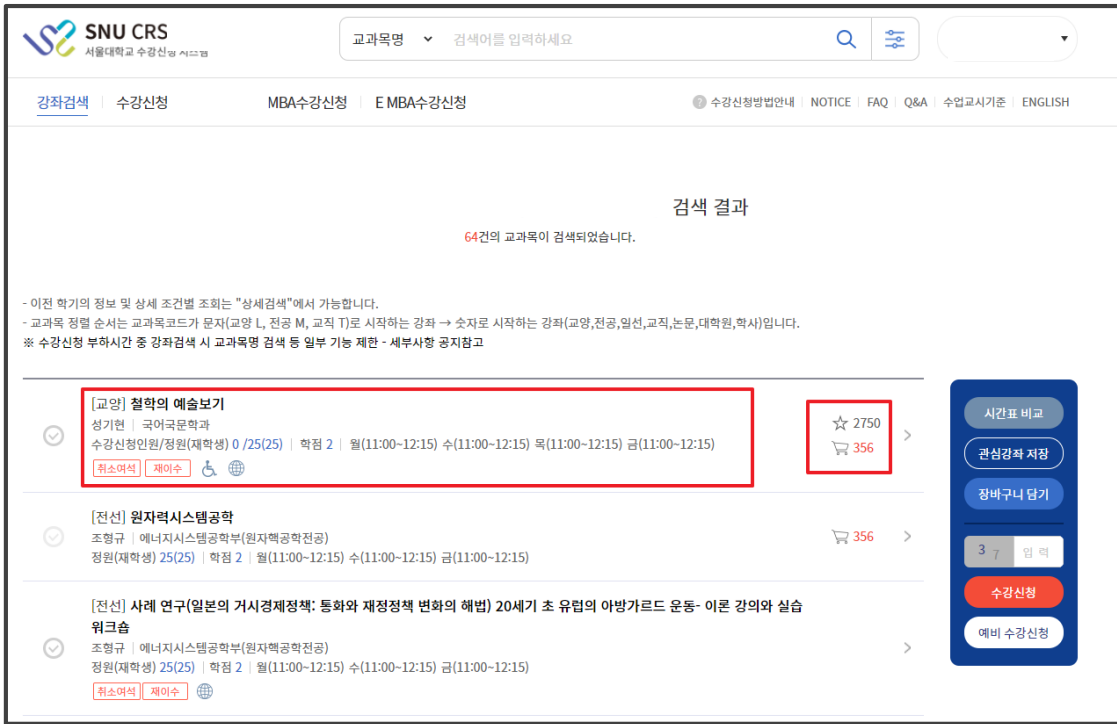 SNU CRS
서울대학교 수강신청 시스템
교과목명 검색어를 입력하세요
강좌검색 수강신청 MBA수강신청 E MBA수강신청 ? 수강신청방법안내 NOTICE FAQ Q&A 수업교시기준 ENGLISH
검색 결과
64건의 교과목이 검색되었습니다.
- 이전 학기의 정보 및 상세 조건별 조회는 "상세검색"에서 가능합니다.
- 교과목 정렬 순서는 교과목코드가 문자(교양 L, 전공 M, 교직 T)로 시작하는 강좌 → 숫자로 시작하는 강좌(교양,전공,일선,교직,논문,대학원,학사)입니다.
※ 수강신청 부하시간 중 강좌검색 시 교과목명 검색 등 일부 기능 제한 - 세부사항 공지참고
[교양] 철학의 예술보기
성기현 국어국문학과
수강신청인원/정원(재학생) 0 /25(25) 학점 2 월(11:00~12:15) 수(11:00~12:15) 목(11:00~12:15) 금(11:00~12:15)
취소여석 재이수
2750
356
[전선] 원자력시스템공학
조형규 에너지시스템공학부(원자핵공학전공)
정원(재학생) 25(25) 학점 2 월(11:00~12:15) 수(11:00~12:15) 금(11:00~12:15)
356
[전선] 사례 연구(일본의 거시경제정책: 통화와 재정정책 변화의 해법) 20세기 초 유럽의 아방가르드 운동- 이론 강의와 실습
워크숍
조형규 에너지시스템공학부(원자핵공학전공)
정원(재학생) 25(25) 학점 2 월(11:00~12:15) 수(11:00~12:15) 금(11:00~12:15)
취소여석 재이수
시간표 비교
관심강좌 저장
장바구니 담기
3 7 입력
수강신청
예비 수강신청